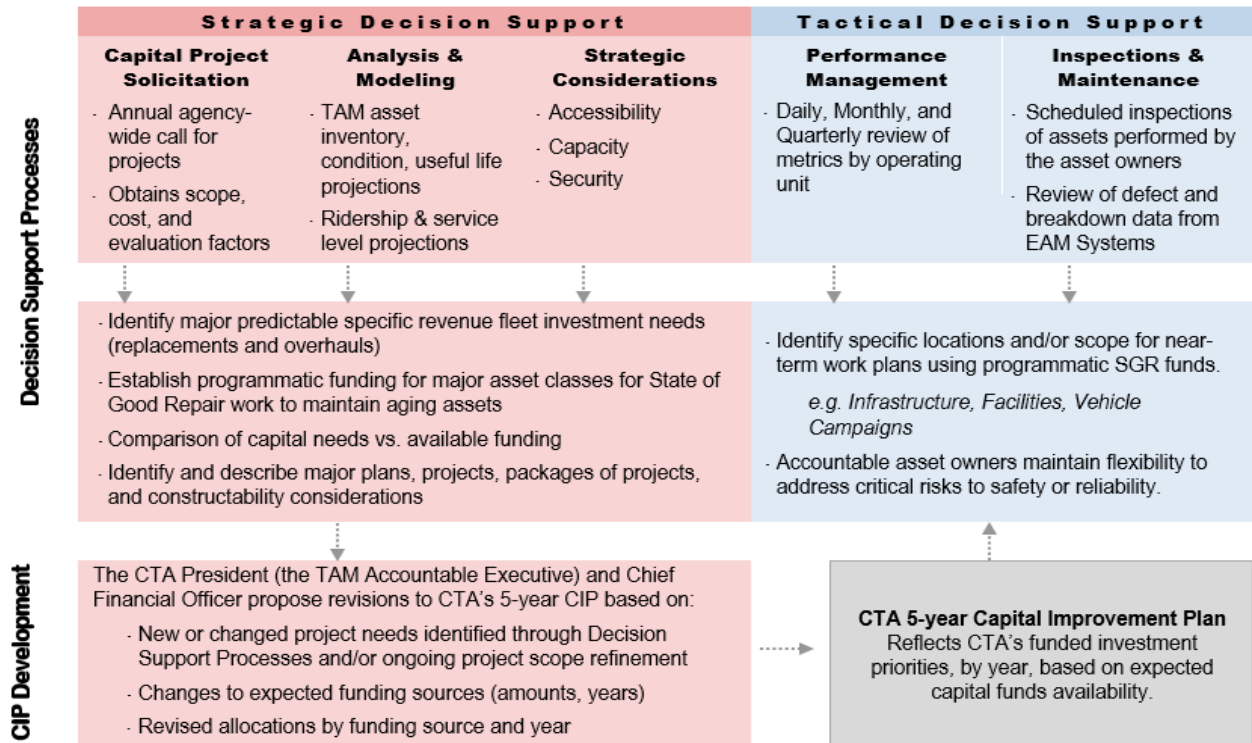 Strategic Decision Support
Tactical Decision Support
Capital Project
Solicitation
· Annual agency-
wide call for
projects
· Obtains scope,
cost, and
evaluation factors
Analysis &
Modeling
· TAM asset
inventory,
condition, useful life
projections
· Ridership & service
level projections
Strategic
Considerations
· Accessibility
· Capacity
· Security
Performance
Management
· Daily, Monthly, and
Quarterly review of
metrics by operating
unit
Inspections &
Maintenance
· Scheduled inspections
of assets performed by
the asset owners
· Review of defect and
breakdown data from
EAM Systems
Decision Support Processes
· Identify major predictable specific revenue fleet investment needs
(replacements and overhauls)
· Establish programmatic funding for major asset classes for State of
Good Repair work to maintain aging assets
· Comparison of capital needs vs. available funding
· Identify and describe major plans, projects, packages of projects,
and constructability considerations
· Identify specific locations and/or scope for near-
term work plans using programmatic SGR funds.
e.g. Infrastructure, Facilities, Vehicle
Campaigns
· Accountable asset owners maintain flexibility to
address critical risks to safety or reliability.
CIP Development
The CTA President (the TAM Accountable Executive) and Chief
Financial Officer propose revisions to CTA's 5-year CIP based on:
· New or changed project needs identified through Decision
Support Processes and/or ongoing project scope refinement
· Changes to expected funding sources (amounts, years)
· Revised allocations by funding source and year
CTA 5-year Capital Improvement Plan
Reflects CTA's funded investment
priorities, by year, based on expected
capital funds availability.